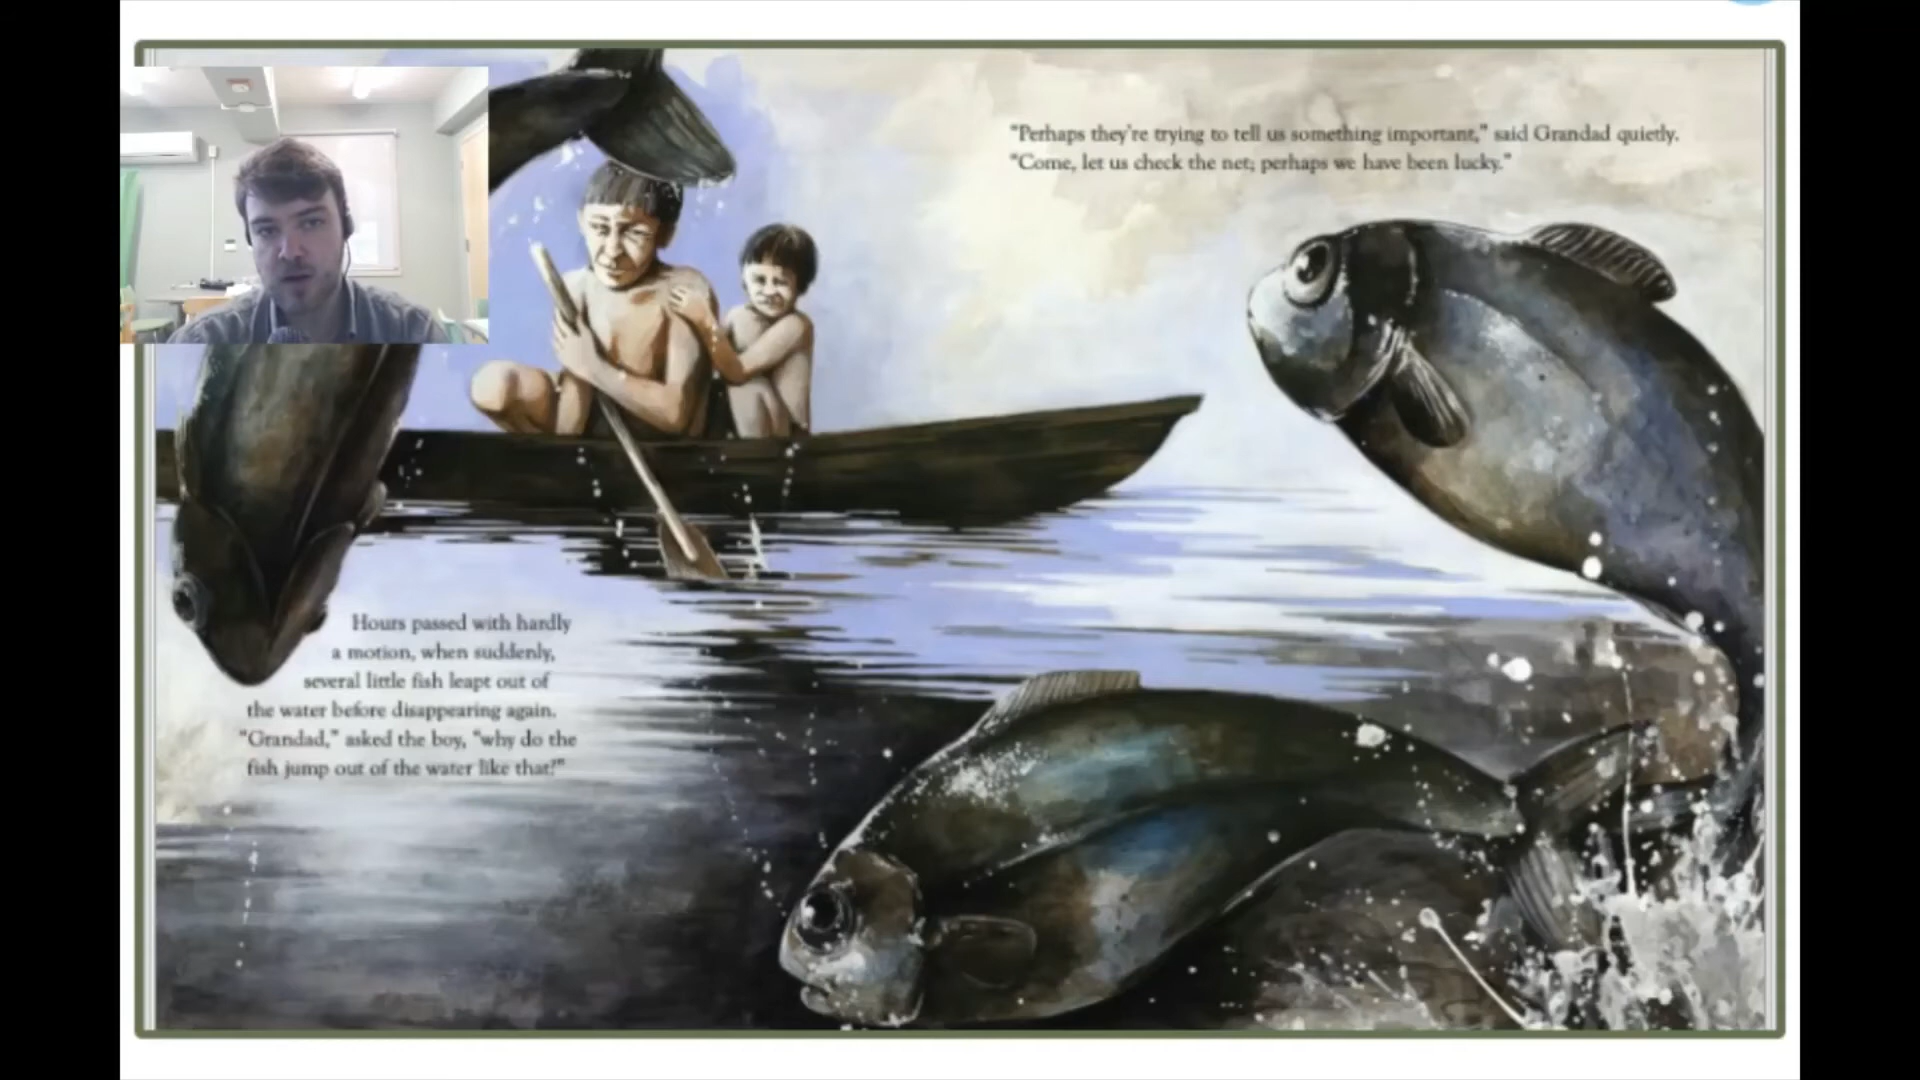 Hours passed with hardly
a motion, when suddenly,
several little fish leapt out of
the water before disappearing again.
"Grandad," asked the boy, "why do the
fish jump out of the water like that?"
"Perhaps they're trying to tell us something important," said Grandad quietly.
"Come, let us check the net; perhaps we have been lucky."